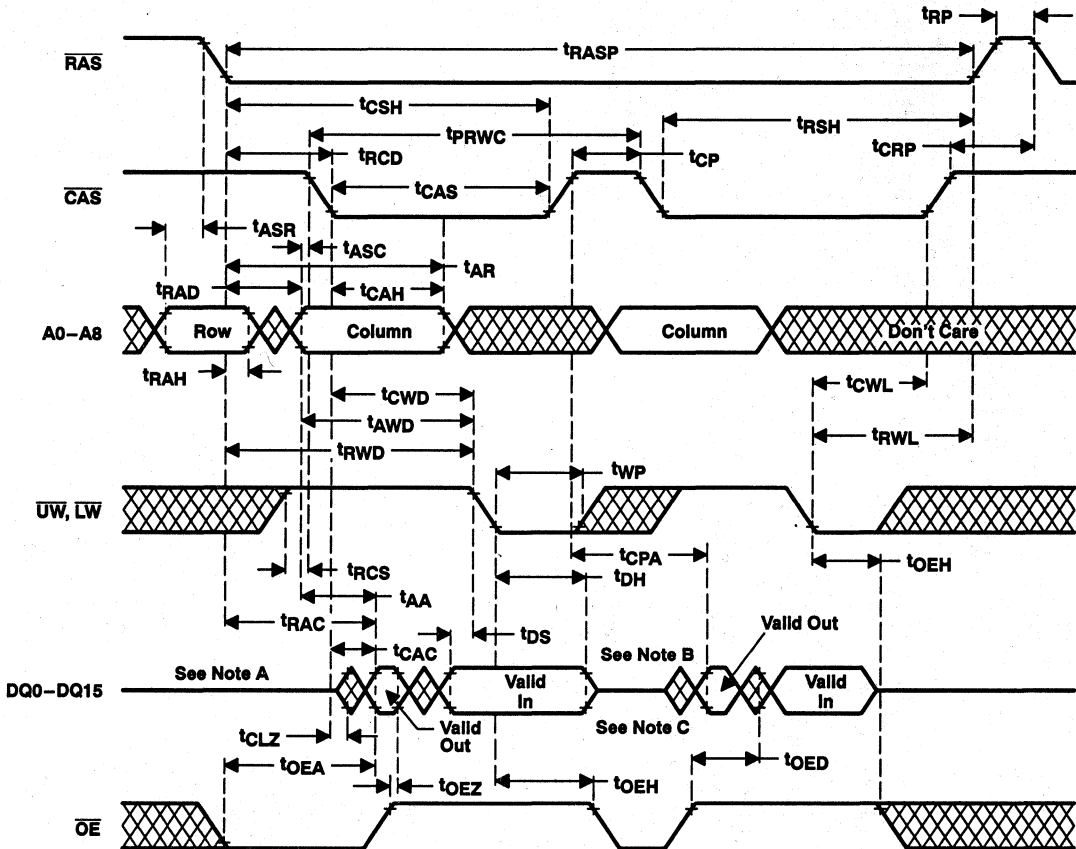 tRP
RAS
tRASP
tCSH
tRSH
tPRWC
tRCD
tCP
tCRP
CAS
tCAS
tASR
tASC
tAR
tRAD
tCAH
A0–A8
Row
Column
Column
Don't Care
tRAH
tCWD
tCWL
tAWD
tRWD
tRWL
tWP
UW, LW
tCPA
tOEH
tRCS
tDH
tAA
tRAC
tDS
Valid Out
tCAC
See Note A
See Note B
DQ0–DQ15
Valid
In
Valid
In
Valid
Out
See Note C
tCLZ
tOEA
tOEZ
tOEH
tOED
OE